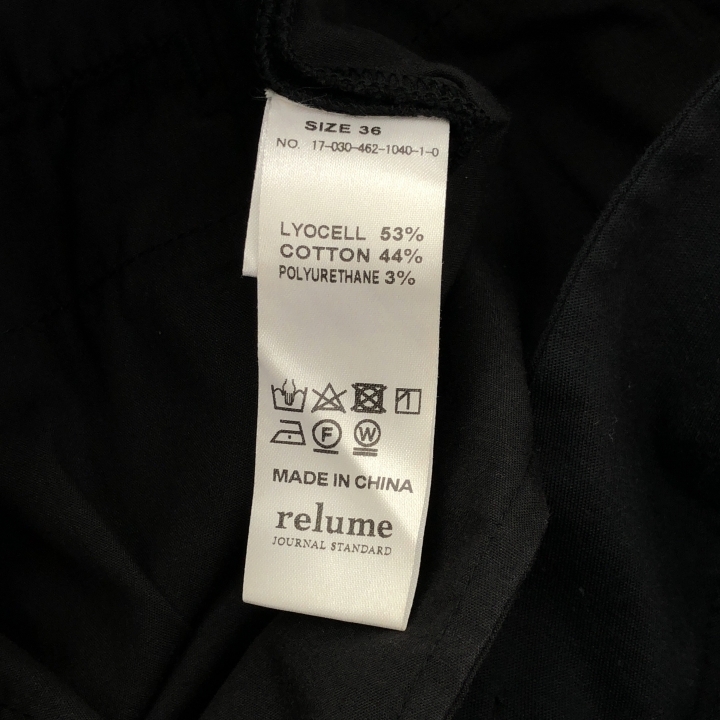 SIZE 36
NO. 17-030-462-1040-1-0
LYOCELL 53%
COTTON 44%
POLYURETHANE 3%
F W
MADE IN CHINA
relume
JOURNAL STANDARD